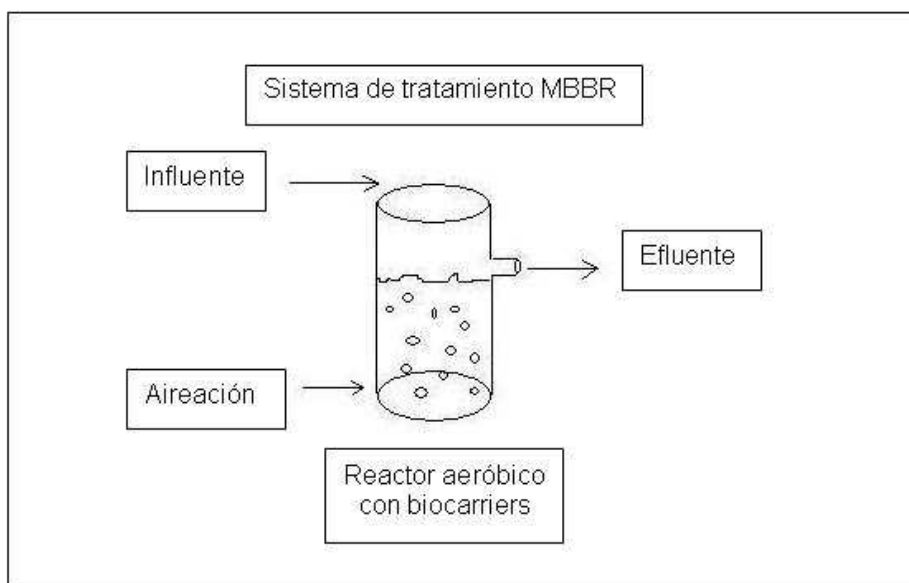 Sistema de tratamiento MBBR
Influente
Efluente
Aireación
Reactor aeróbico
con biocarriers